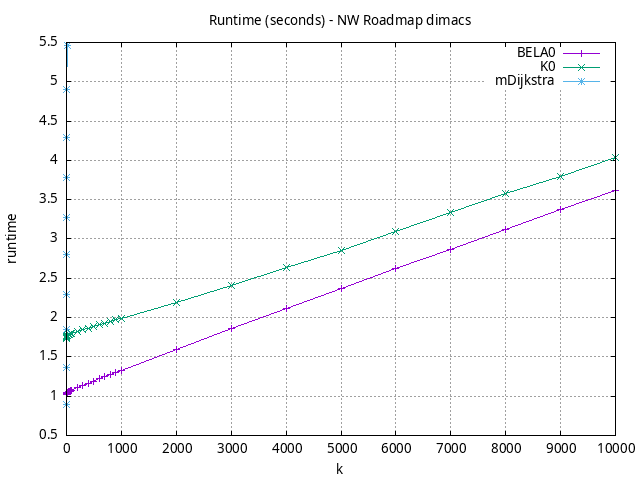 Runtime (seconds) - NW Roadmap dimacs
BELA0
K0
mDijkstra
runtime
5.5
5
4.5
4
3.5
3
2.5
2
1.5
1
0.5
0 1000 2000 3000 4000 5000 6000 7000 8000 9000 10000
k